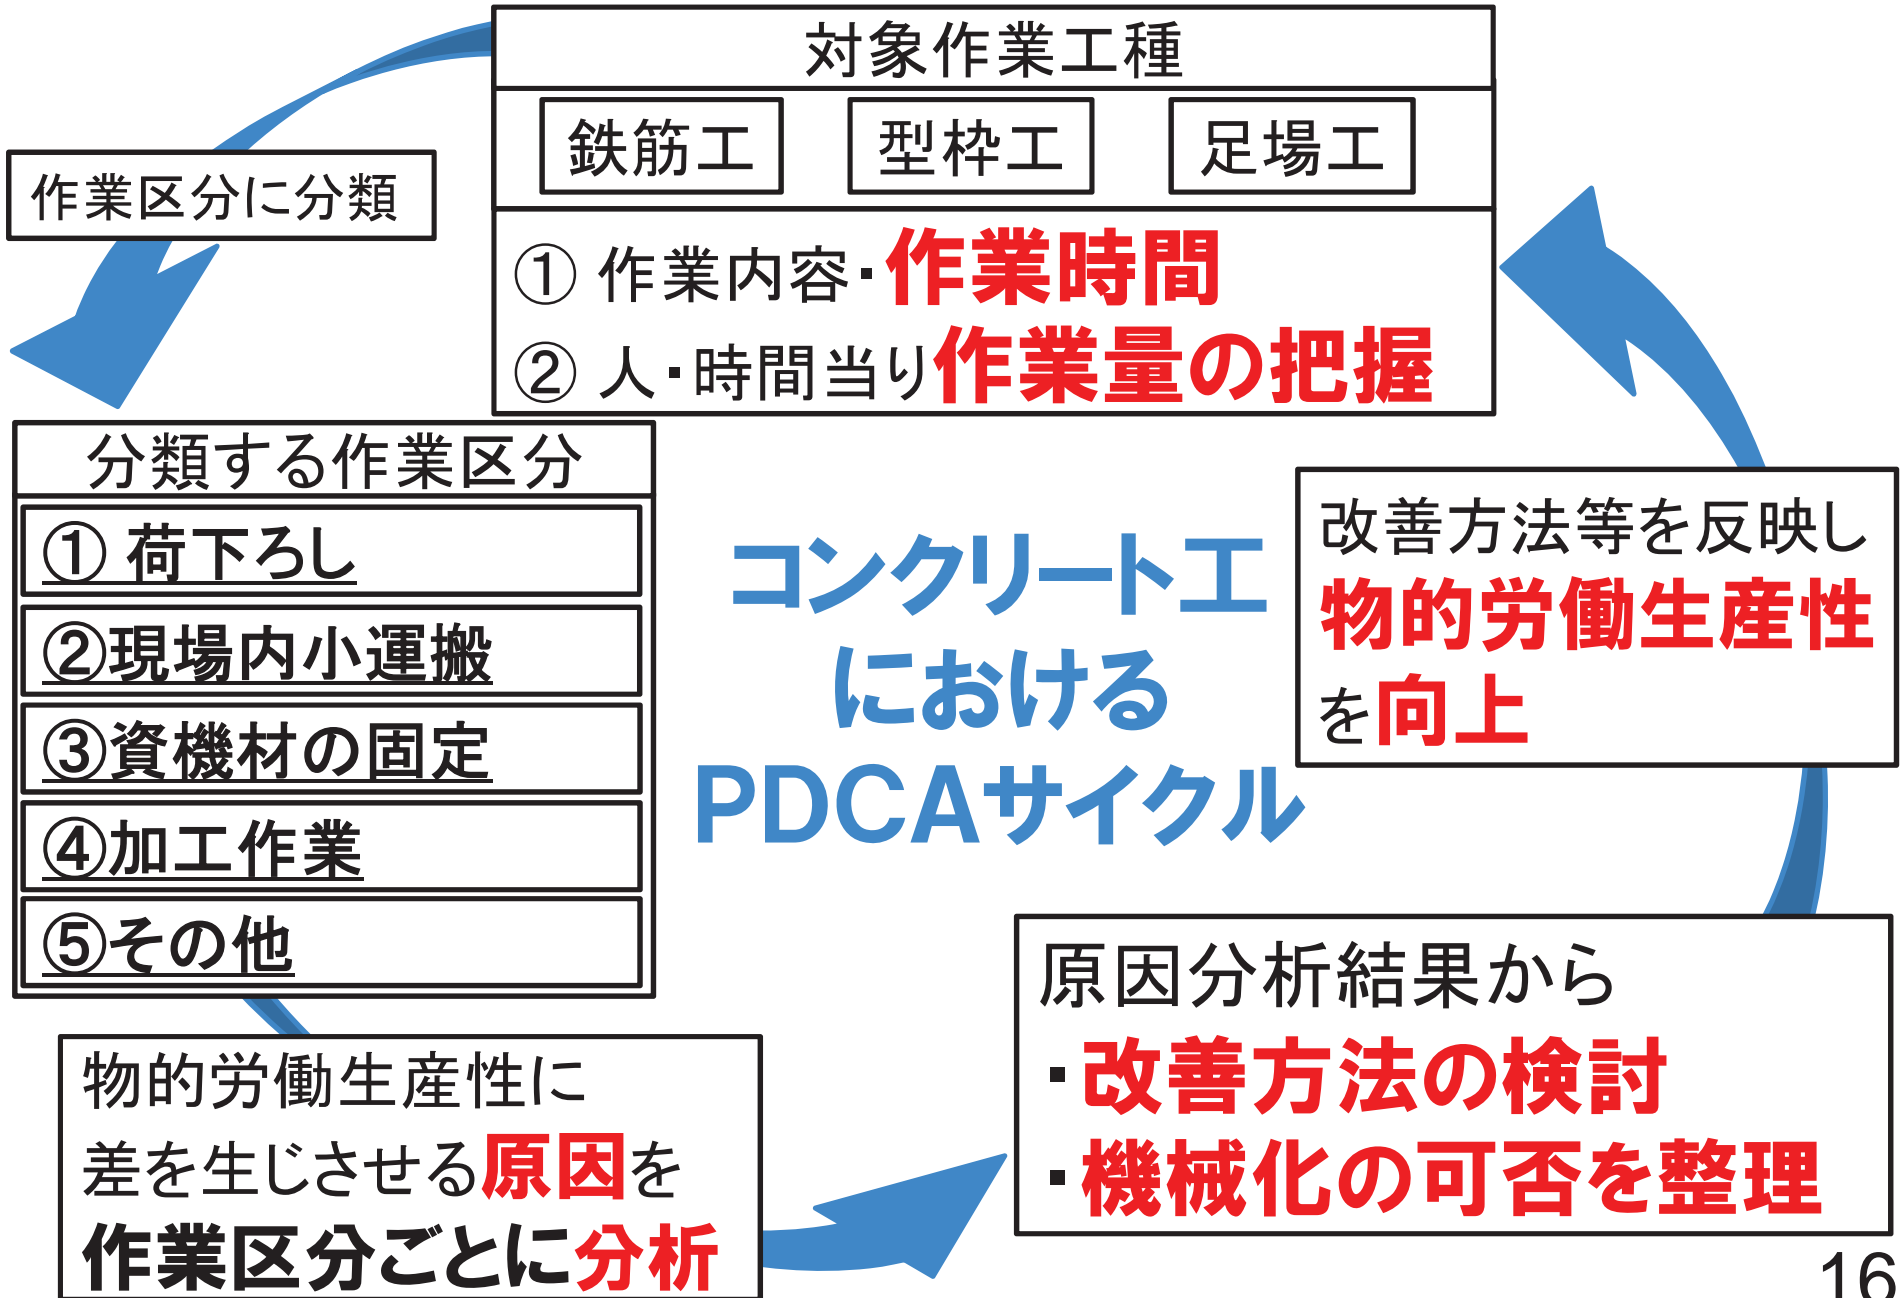 対象作業工種
鉄筋工
型枠工
足場工
① 作業内容・作業時間
② 人・時間当り作業量の把握
作業区分に分類
分類する作業区分
① 荷下ろし
②現場内小運搬
③資機材の固定
④加工作業
⑤その他
コンクリート工
における
PDCAサイクル
物的労働生産性に
差を生じさせる原因を
作業区分ごとに分析
原因分析結果から
・改善方法の検討
・機械化の可否を整理
改善方法等を反映し
物的労働生産性
を向上
16